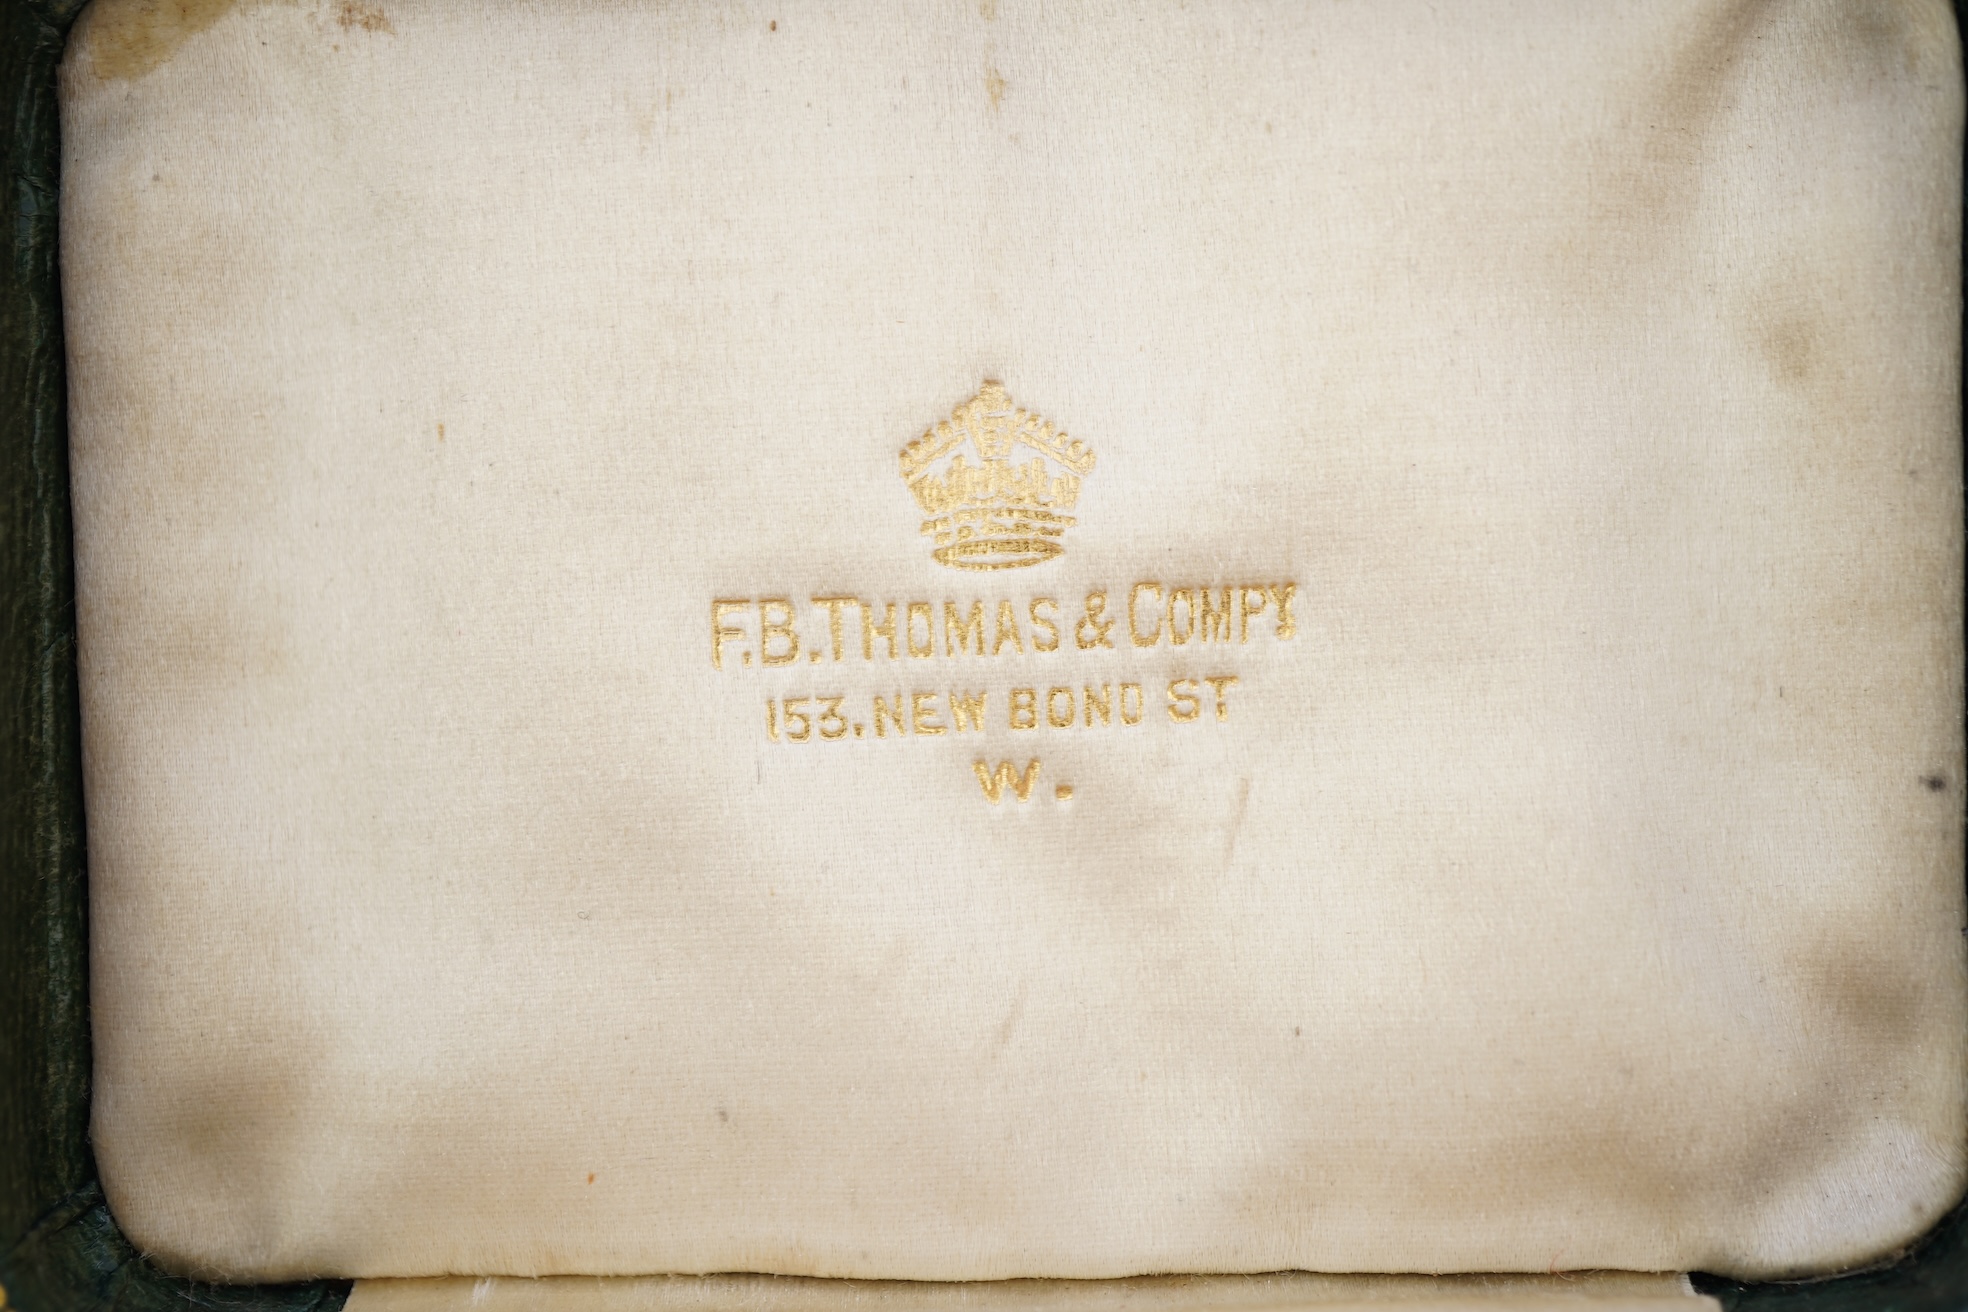 F.B. THOMAS & COMPY
153. NEW BOND ST
W.